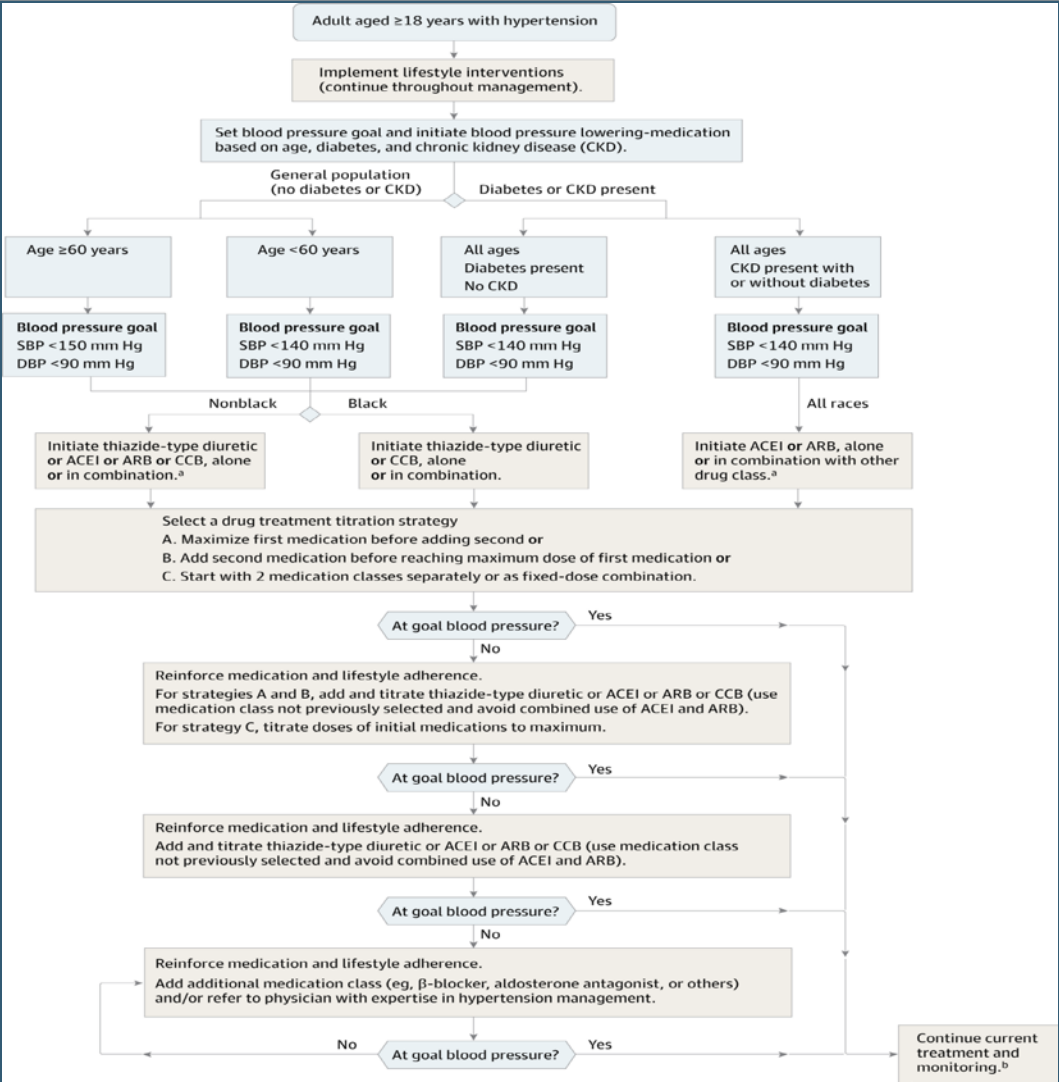 Adult aged ≥18 years with hypertension
Implement lifestyle interventions
(continue throughout management).
Set blood pressure goal and initiate blood pressure lowering-medication
based on age, diabetes, and chronic kidney disease (CKD).
General population
(no diabetes or CKD)
Diabetes or CKD present
Age ≥60 years
Age <60 years
All ages
Diabetes present
No CKD
All ages
CKD present with
or without diabetes
Blood pressure goal
SBP <150 mm Hg
DBP <90 mm Hg
Blood pressure goal
SBP <140 mm Hg
DBP <90 mm Hg
Blood pressure goal
SBP <140 mm Hg
DBP <90 mm Hg
Blood pressure goal
SBP <140 mm Hg
DBP <90 mm Hg
Nonblack
Black
All races
Initiate thiazide-type diuretic
or ACEI or ARB or CCB, alone
or in combination.ᵃ
Initiate thiazide-type diuretic
or CCB, alone
or in combination.
Initiate ACEI or ARB, alone
or in combination with other
drug class.ᵃ
Select a drug treatment titration strategy
A. Maximize first medication before adding second or
B. Add second medication before reaching maximum dose of first medication or
C. Start with 2 medication classes separately or as fixed-dose combination.
At goal blood pressure?
Yes
No
Reinforce medication and lifestyle adherence.
For strategies A and B, add and titrate thiazide-type diuretic or ACEI or ARB or CCB (use
medication class not previously selected and avoid combined use of ACEI and ARB).
For strategy C, titrate doses of initial medications to maximum.
At goal blood pressure?
Yes
No
Reinforce medication and lifestyle adherence.
Add and titrate thiazide-type diuretic or ACEI or ARB or CCB (use medication class
not previously selected and avoid combined use of ACEI and ARB).
At goal blood pressure?
Yes
No
Reinforce medication and lifestyle adherence.
Add additional medication class (eg, β-blocker, aldosterone antagonist, or others)
and/or refer to physician with expertise in hypertension management.
No
At goal blood pressure?
Yes
Continue current
treatment and
monitoring.ᵇ